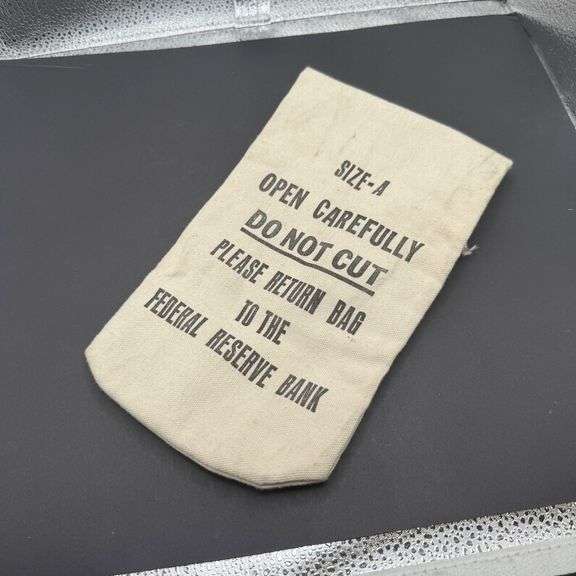 SIZE-A
OPEN CAREFULLY
DO NOT CUT
PLEASE RETURN BAG
TO THE
FEDERAL RESERVE BANK